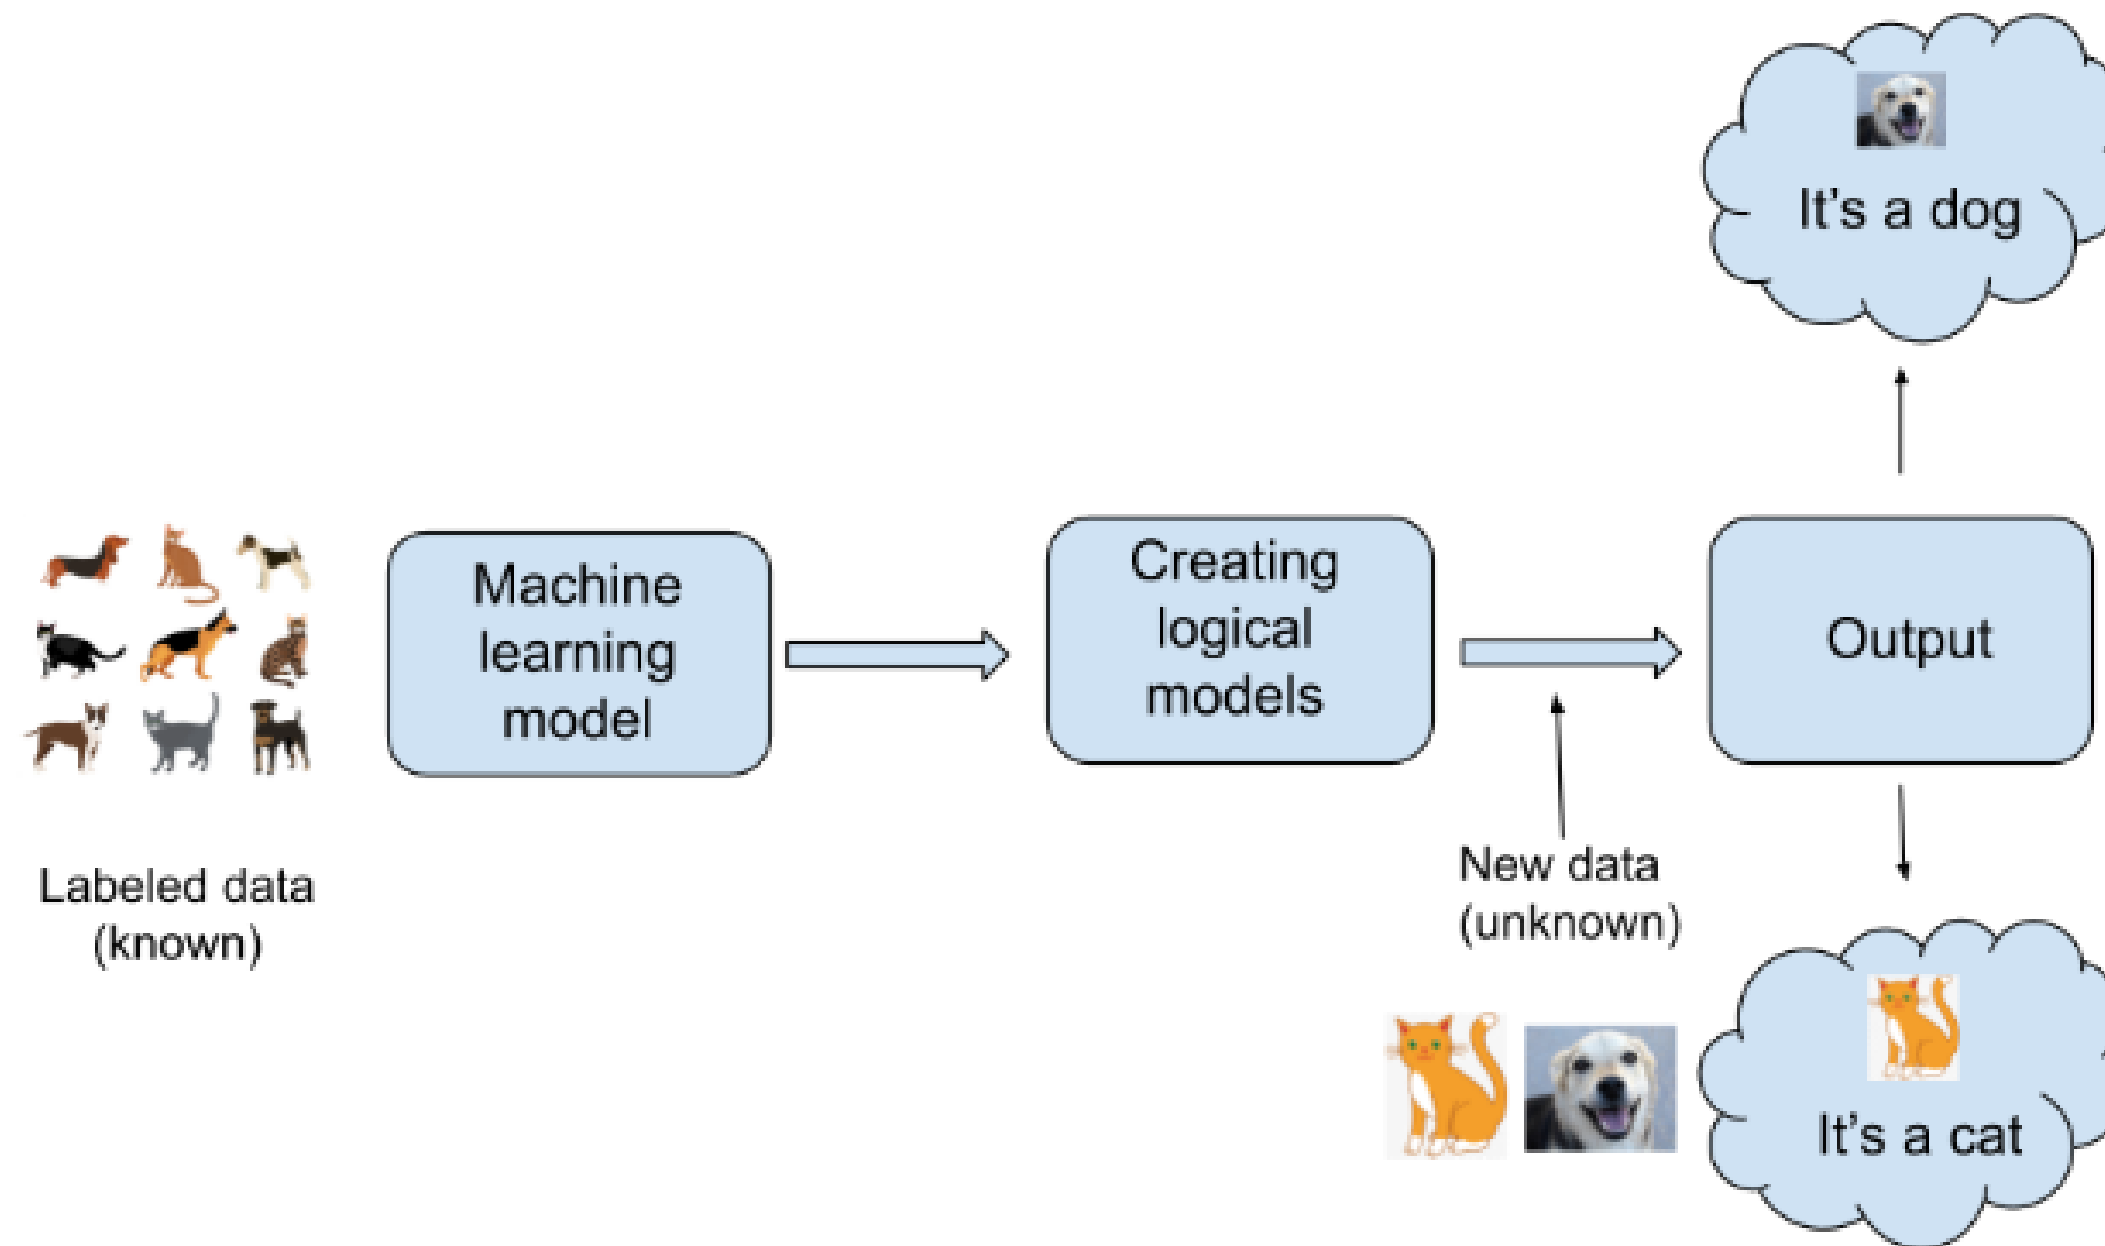 It's a dog
Machine
learning
model
Creating
logical
models
Output
Labeled data
(known)
New data
(unknown)
It's a cat